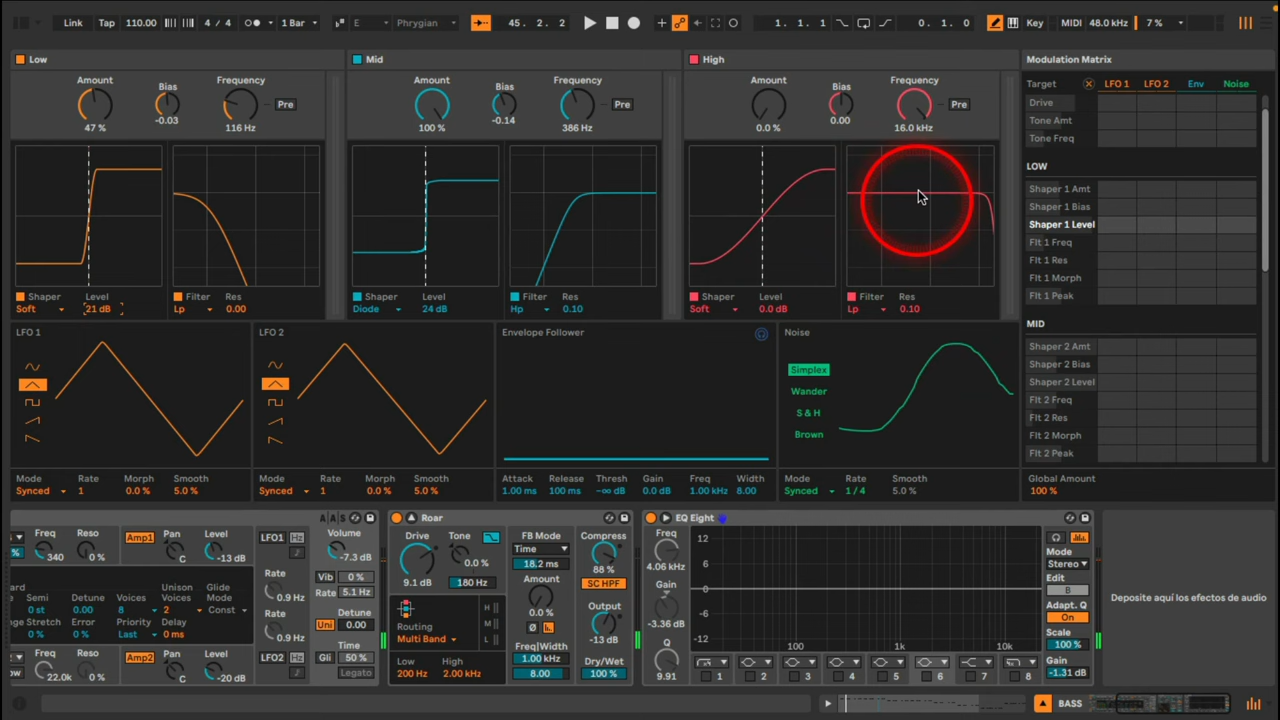 Link Tap 110.00 4 / 4 1 Bar E Phrygian 45. 2. 2 1. 1. 1 0. 1. 0 Key MIDI 48.0 kHz 7 %
Low Mid High Modulation Matrix
Amount Bias Frequency Amount Bias Frequency Amount Bias Frequency Target LFO 1 LFO 2 Env Noise
Pre Pre Pre Drive
47 % -0.03 116 Hz 100 % -0.14 386 Hz 0.0 % 0.00 16.0 kHz Tone Amt
Tone Freq
LOW
Shaper 1 Amt
Shaper 1 Bias
Shaper 1 Level
Flt 1 Freq
Flt 1 Res
Flt 1 Morph
Flt 1 Peak
Shaper Level Filter Res Shaper Level Filter Res Shaper Level Filter Res
Soft 21 dB Lp 0.00 Diode 24 dB Hp 0.10 Soft 0.0 dB Lp 0.10
MID
LFO 1 LFO 2 Envelope Follower Noise
Shaper 2 Amt
Shaper 2 Bias
Shaper 2 Level
Flt 2 Freq
Flt 2 Res
Flt 2 Morph
Flt 2 Peak
Simplex
Wander
S & H
Brown
Mode Rate Morph Smooth Mode Rate Morph Smooth Attack Release Thresh Gain Freq Width Mode Rate Smooth Global Amount
Synced 1 0.0 % 5.0 % Synced 1 0.0 % 5.0 % 1.00 ms 100 ms -∞ dB 0.0 dB 1.00 kHz 8.00 Synced 1 / 4 5.0 % 100 %
A A S Roar EQ Eight
Freq Reso Amp1 Pan Level LFO1 Hz Volume
% 340 0 % C -13 dB -7.3 dB
Semi Detune Voices Unison Voices Glide Mode
0 st 0.00 8 2 Const
Stretch Error Priority Delay
0 % 0 % Last 0 ms
Amp2 Pan Level LFO2 Hz
22.0k 0 % C -20 dB
Rate
0.9 Hz
Rate
0.9 Hz
Vib 0 %
Rate 5.1 Hz
Detune
Uni 0.00
Time
Gli 50 %
Legato
Drive Tone FB Mode Compress
Time
9.1 dB 0.0 % 18.2 ms 88 %
180 Hz Amount SC HPF
0.0 % Ø
H
M
L
Routing
Multi Band
Output
-13 dB
Freq|Width
1.00 kHz
8.00
Low High
200 Hz 2.00 kHz
Dry/Wet
100 %
Freq
4.06 kHz
Gain
-3.36 dB
Q
9.91
12
6
0
-6
-12
100 1k 10k
1 2 3 4 5 6 7 8
Mode
Stereo
Edit
B
Adapt. Q
On
Scale
100 %
Gain
-1.31 dB
Deposite aquí los efectos de audio
BASS